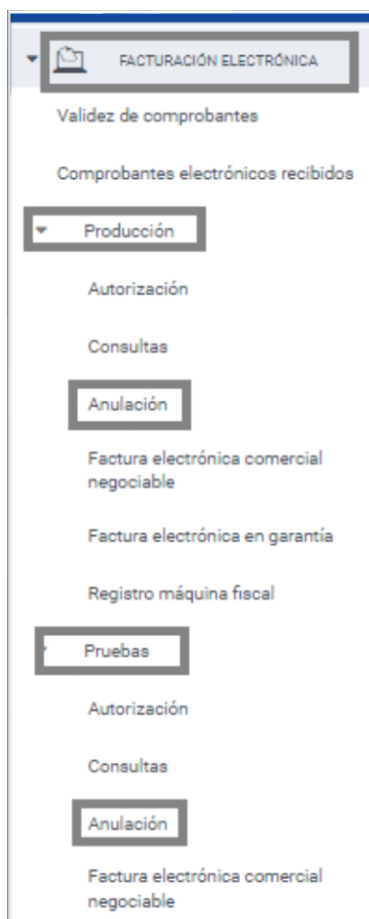 FACTURACIÓN ELECTRÓNICA
Validez de comprobantes
Comprobantes electrónicos recibidos
Producción
Autorización
Consultas
Anulación
Factura electrónica comercial
negociable
Factura electrónica en garantía
Registro máquina fiscal
Pruebas
Autorización
Consultas
Anulación
Factura electrónica comercial
negociable